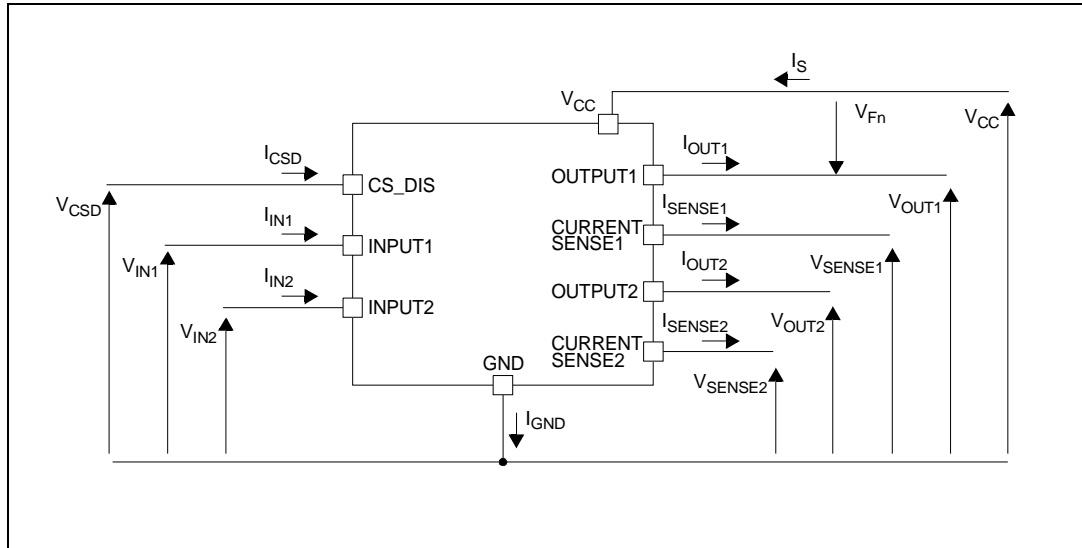 I_S
V_CC
V_Fn
V_CC
I_CSD
I_OUT1
CS_DIS
OUTPUT1
V_CSD
I_IN1
I_SENSE1
V_OUT1
INPUT1
CURRENT
SENSE1
V_IN1
I_IN2
I_OUT2
V_SENSE1
INPUT2
OUTPUT2
V_IN2
I_SENSE2
V_OUT2
CURRENT
SENSE2
GND
V_SENSE2
I_GND